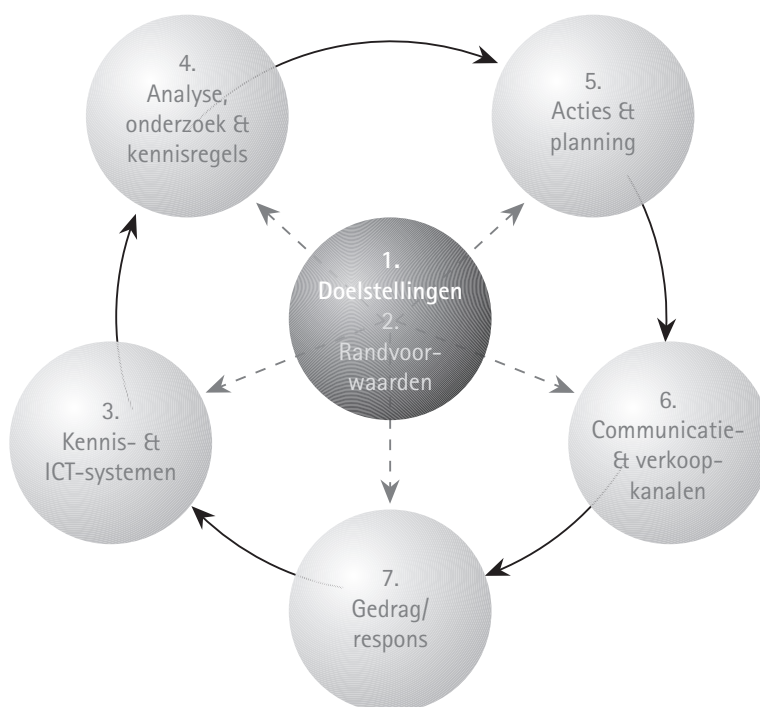 1.
Doelstellingen
2.
Randvoor-
waarden
3.
Kennis- &
ICT-systemen
4.
Analyse,
onderzoek &
kennisregels
5.
Acties &
planning
6.
Communicatie-
& verkoop-
kanalen
7.
Gedrag/
respons